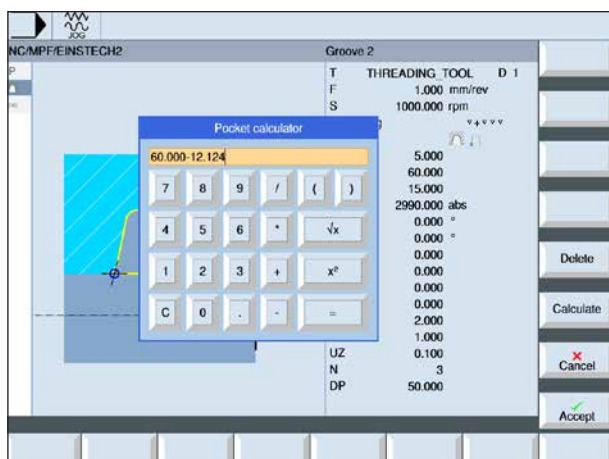 JOG
NC/MPF/EINSTECH2
Groove 2
P
T THREADING_TOOL D 1
F 1.000 mm/rev
S 1000.000 rpm
Pocket calculator
60.000-12.124
7 8 9 / ( )
4 5 6 * √x
1 2 3 + x²
C 0 . - =
5.000
60.000
15.000
2990.000 abs
0.000 °
0.000 °
0.000
0.000
0.000
0.000
2.000
1.000
UZ 0.100
N 3
DP 50.000
Delete
Calculate
Cancel
Accept